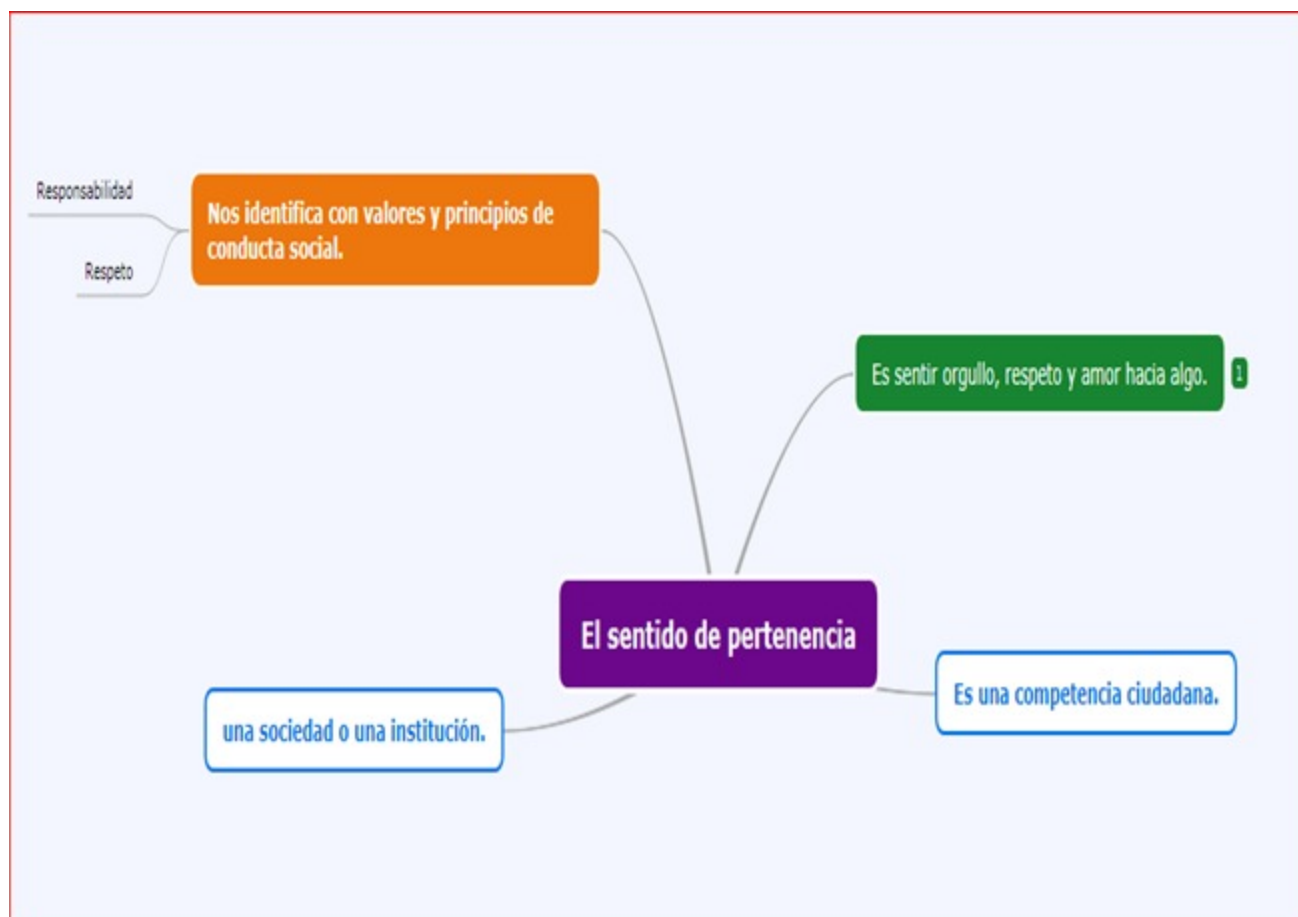 Responsabilidad
Respeto
Nos identifica con valores y principios de
conducta social.
Es sentir orgullo, respeto y amor hacia algo.
1
El sentido de pertenencia
Es una competencia ciudadana.
una sociedad o una institución.